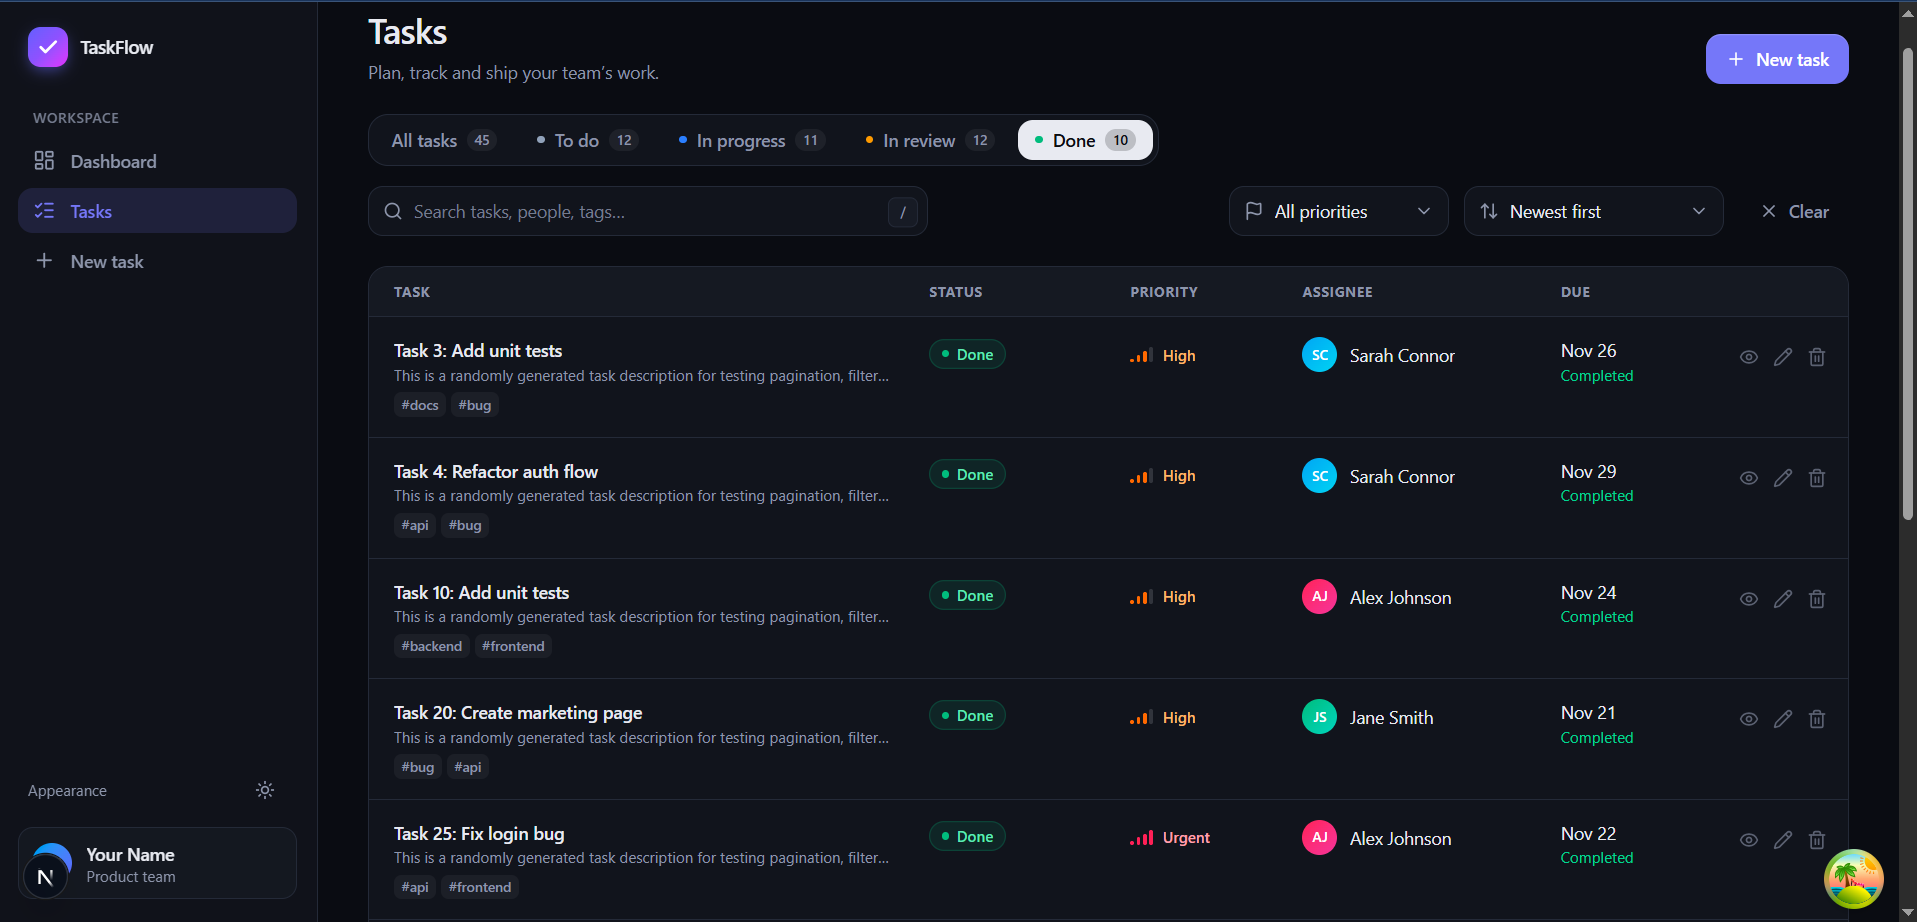 TaskFlow
WORKSPACE
Dashboard
Tasks
New task
Appearance
N
Your Name
Product team
Tasks
Plan, track and ship your team’s work.
New task
All tasks 45 To do 12 In progress 11 In review 12 Done 10
Search tasks, people, tags... / All priorities Newest first Clear
TASK STATUS PRIORITY ASSIGNEE DUE
Task 3: Add unit tests Done High SC Sarah Connor Nov 26
This is a randomly generated task description for testing pagination, filter... Completed
#docs #bug
Task 4: Refactor auth flow Done High SC Sarah Connor Nov 29
This is a randomly generated task description for testing pagination, filter... Completed
#api #bug
Task 10: Add unit tests Done High AJ Alex Johnson Nov 24
This is a randomly generated task description for testing pagination, filter... Completed
#backend #frontend
Task 20: Create marketing page Done High JS Jane Smith Nov 21
This is a randomly generated task description for testing pagination, filter... Completed
#bug #api
Task 25: Fix login bug Done Urgent AJ Alex Johnson Nov 22
This is a randomly generated task description for testing pagination, filter... Completed
#api #frontend